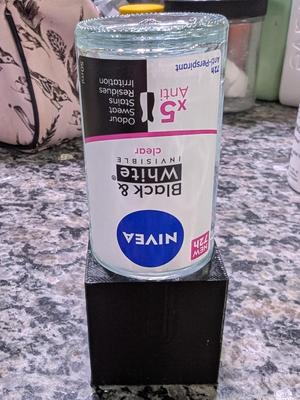 NIVEA
NEW
72h
Black &
White®
INVISIBLE
clear
x5
Anti
Odour
Sweat
Stains
Residues
Irritation
72h
Anti-Perspirant